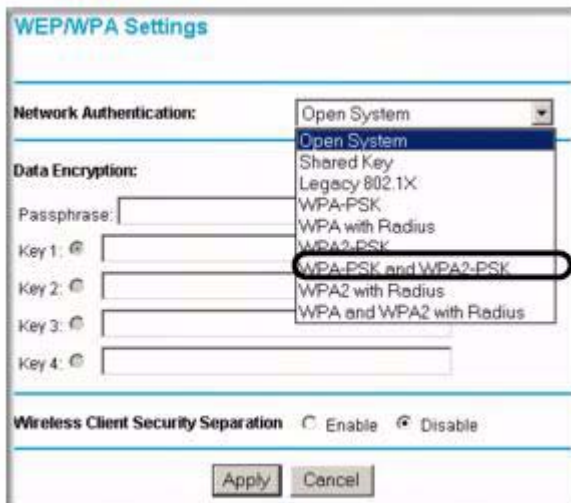 WEP/WPA Settings
Network Authentication: Open System
Open System
Shared Key
Legacy 802.1X
WPA-PSK
WPA with Radius
WPA2-PSK
WPA-PSK and WPA2-PSK
WPA2 with Radius
WPA and WPA2 with Radius
Data Encryption:
Passphrase:
Key 1:
Key 2:
Key 3:
Key 4:
Wireless Client Security Separation Enable Disable
Apply Cancel